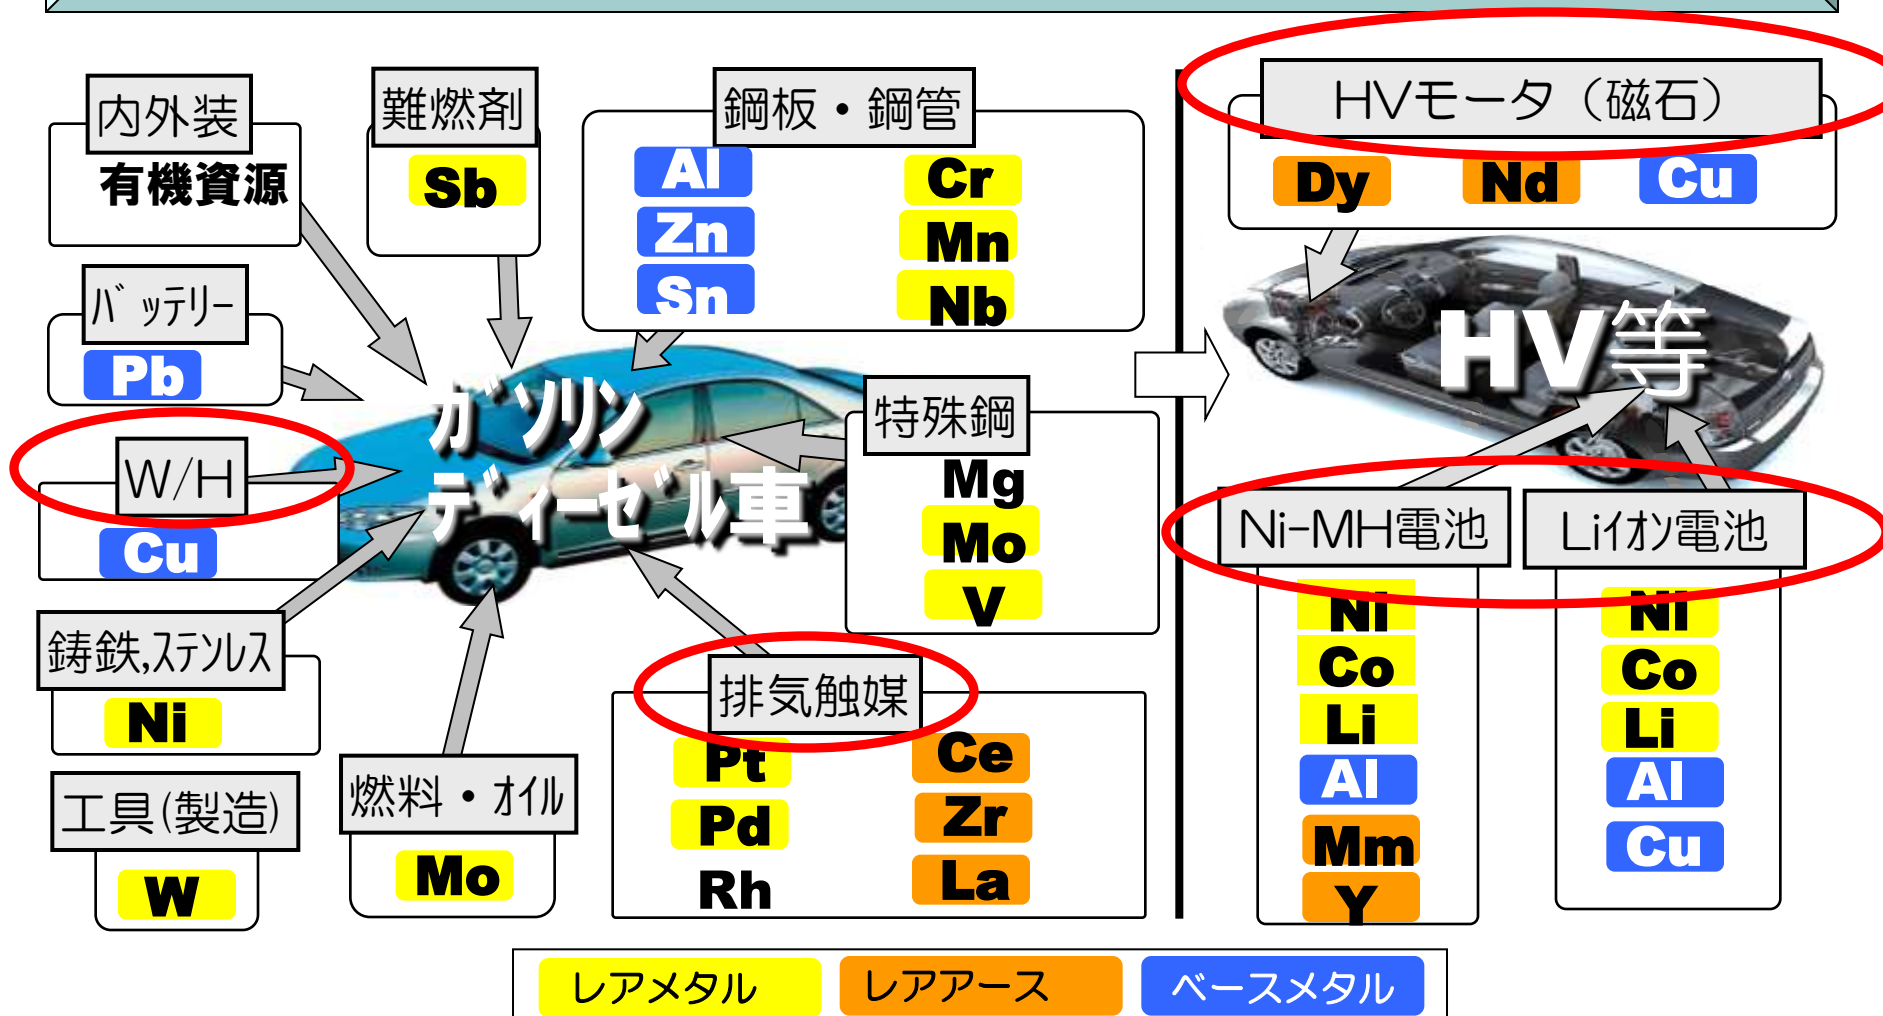 内外装
有機資源
難燃剤
Sb
鋼板・鋼管
Al
Cr
Zn
Mn
Sn
Nb
HVモータ（磁石）
Dy
Nd
Cu
バッテリー
Pb
W/H
Cu
ガソリン
ディーゼル車
HV等
特殊鋼
Mg
Mo
V
鋳鉄,ステンレス
Ni
工具(製造)
W
燃料・オイル
Mo
排気触媒
Pt
Ce
Pd
Zr
Rh
La
Ni-MH電池
Ni
Co
Li
Al
Mm
Y
Liイオン電池
Ni
Co
Li
Al
Cu
レアメタル
レアアース
ベースメタル